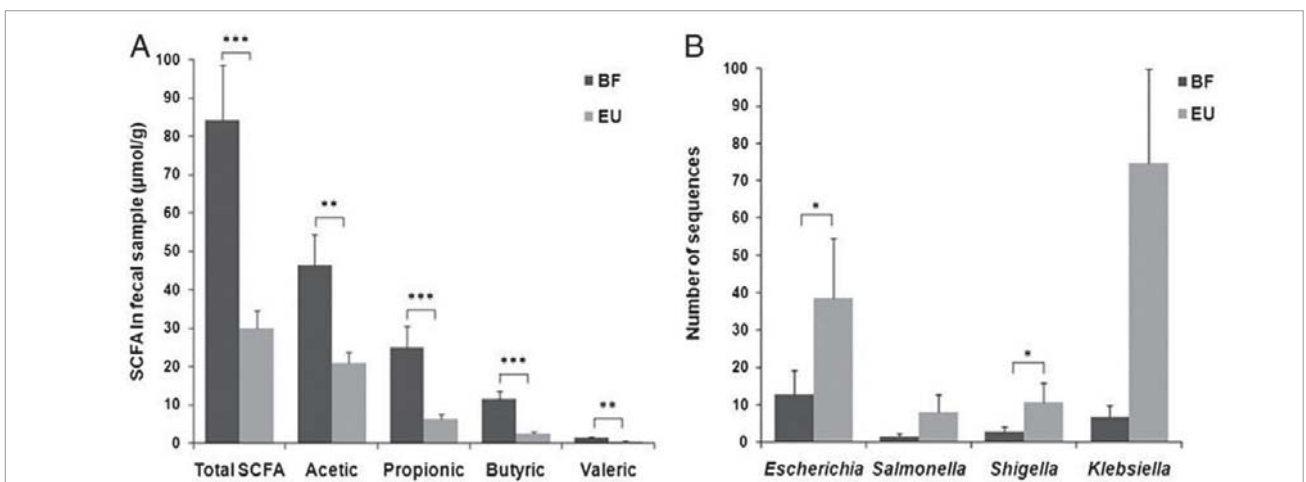 A
***
100
90
80
70
60
50
40
30
20
10
0
SCFA In fecal sample (µmol/g)
BF
EU
**
***
***
**
Total SCFA Acetic Propionic Butyric Valeric
B
100
90
80
70
60
50
40
30
20
10
0
Number of sequences
BF
EU
*
*
Escherichia Salmonella Shigella Klebsiella